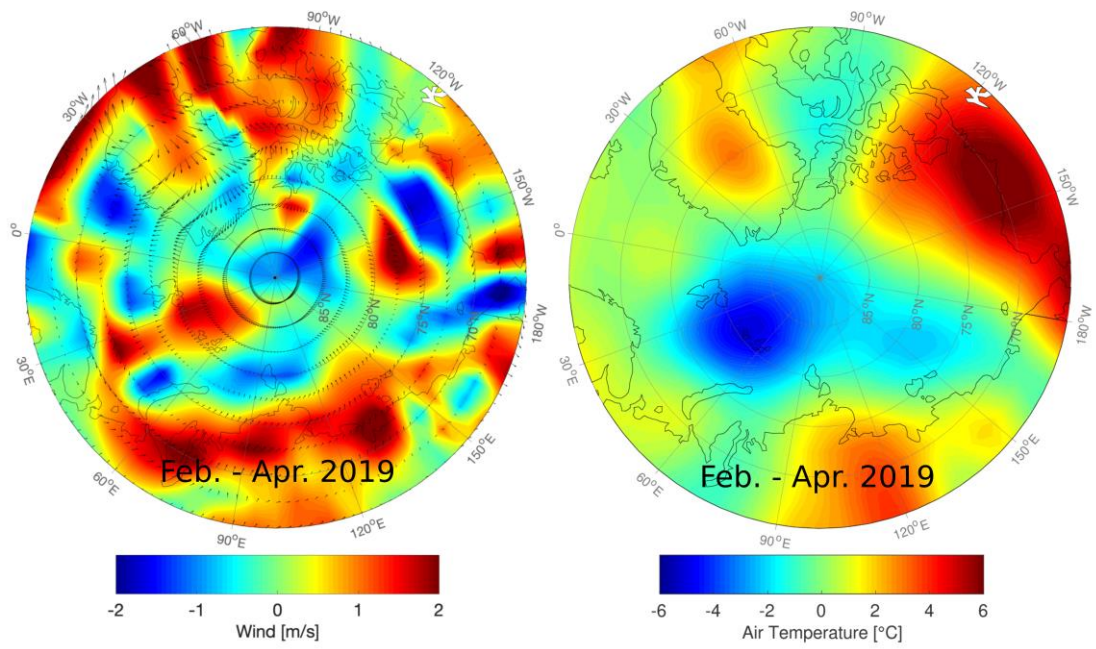 90°W
60°W
120°W
30°W
150°W
0°
85°N
80°N
75°N
70°N
180°W
30°E
150°E
Feb. - Apr. 2019
60°E
120°E
90°E
-2 -1 0 1 2
Wind [m/s]
90°W
60°W
120°W
30°W
150°W
0°
85°N
80°N
75°N
70°N
180°W
30°E
150°E
Feb. - Apr. 2019
60°E
120°E
90°E
-6 -4 -2 0 2 4 6
Air Temperature [°C]